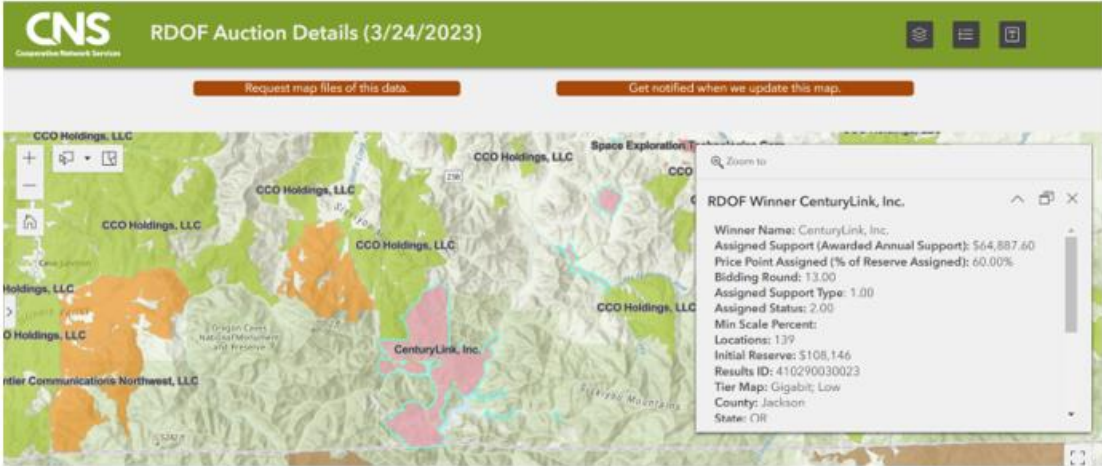 CNS
Cooperative Network Services
RDOF Auction Details (3/24/2023)
Request map files of this data.
Get notified when we update this map.
CCO Holdings, LLC
CCO Holdings, LLC
Space Exploration
CCO
CCO Holdings, LLC
CCO Holdings, LLC
CCO Holdings, LLC
Cave Junction
Holdings, LLC
CCO Holdings, LLC
O Holdings, LLC
Oregon Caves
National Monument
and Preserve
CenturyLink, Inc.
ntier Communications Northwest, LLC
Siskiyou Mountains
Zoom to
RDOF Winner CenturyLink, Inc.
Winner Name: CenturyLink, Inc.
Assigned Support (Awarded Annual Support): $64,887.60
Price Point Assigned (% of Reserve Assigned): 60.00%
Bidding Round: 13.00
Assigned Support Type: 1.00
Assigned Status: 2.00
Min Scale Percent:
Locations: 139
Initial Reserve: $108,146
Results ID: 410290030023
Tier Map: Gigabit; Low
County: Jackson
State: OR